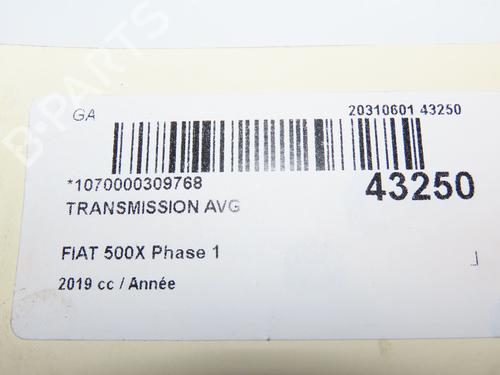 GA
20310601 43250
*1070000309768
43250
TRANSMISSION AVG
FIAT 500X Phase 1
2019 cc / Année
B-PARTS